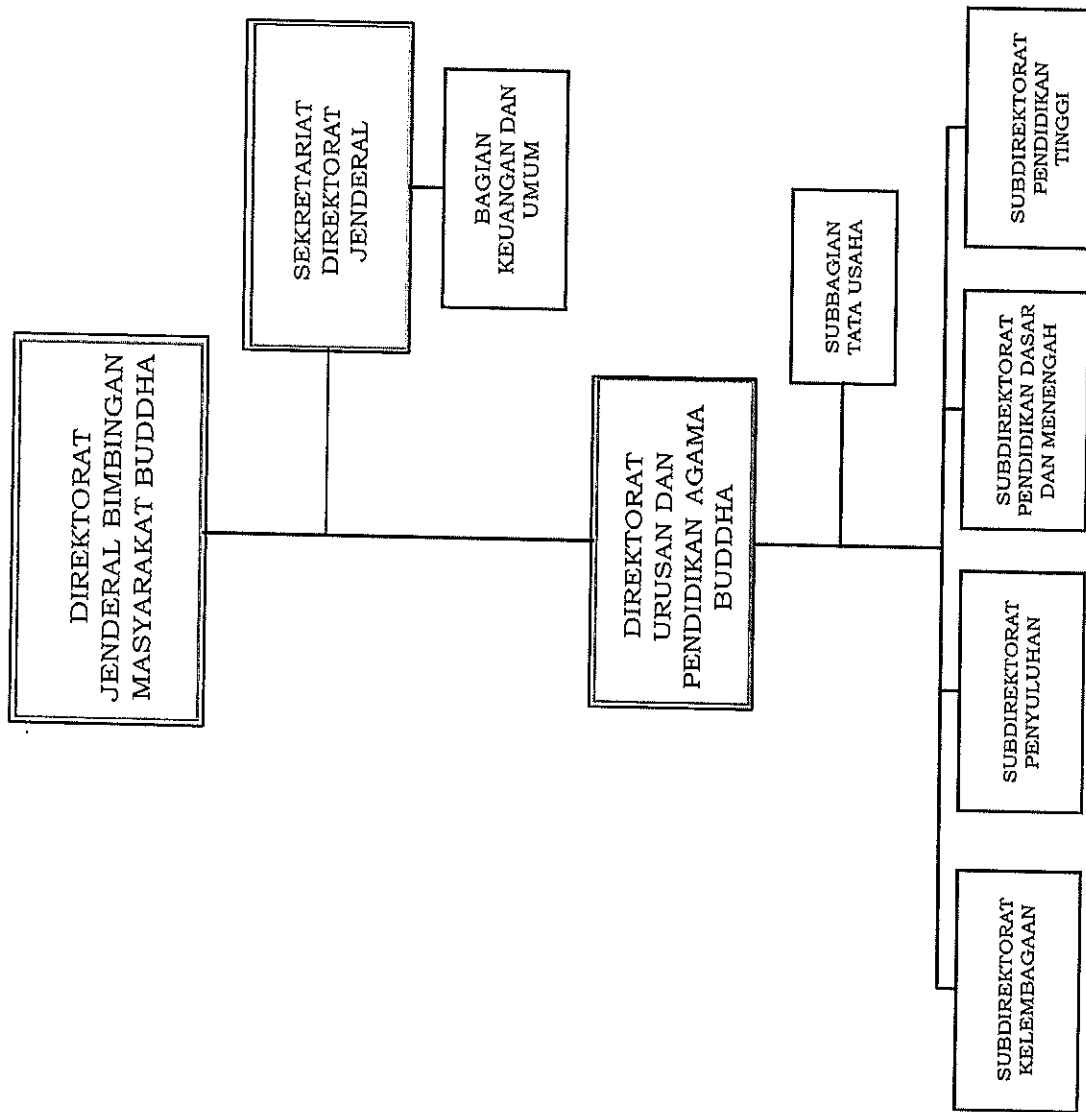 DIREKTORAT
JENDERAL BIMBINGAN
MASYARAKAT BUDDHA
SEKRETARIAT
DIREKTORAT
JENDERAL
BAGIAN
KEUANGAN DAN
UMUM
DIREKTORAT
URUSAN DAN
PENDIDIKAN AGAMA
BUDDHA
SUBBAGIAN
TATA USAHA
SUBDIREKTORAT
KELEMBAGAAN
SUBDIREKTORAT
PENYULUHAN
SUBDIREKTORAT
PENDIDIKAN DASAR
DAN MENENGAH
SUBDIREKTORAT
PENDIDIKAN
TINGGI